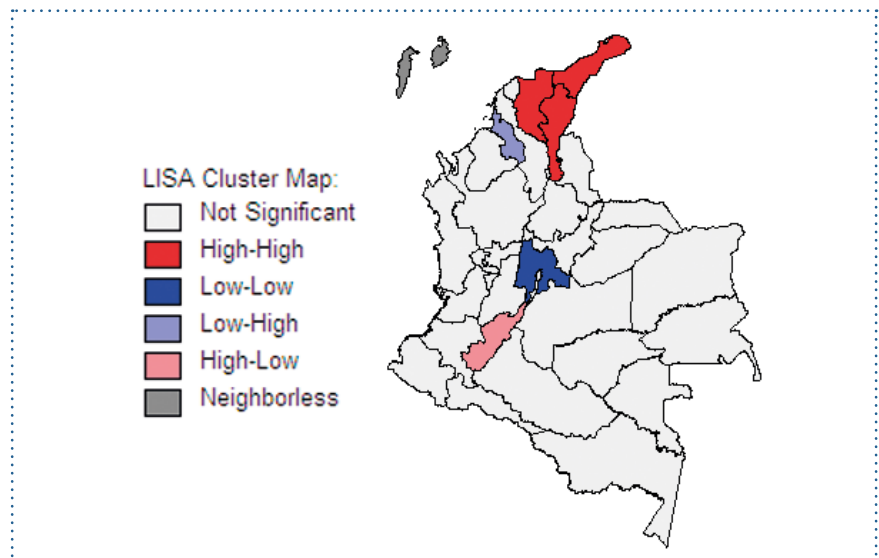 LISA Cluster Map:
Not Significant
High-High
Low-Low
Low-High
High-Low
Neighborless